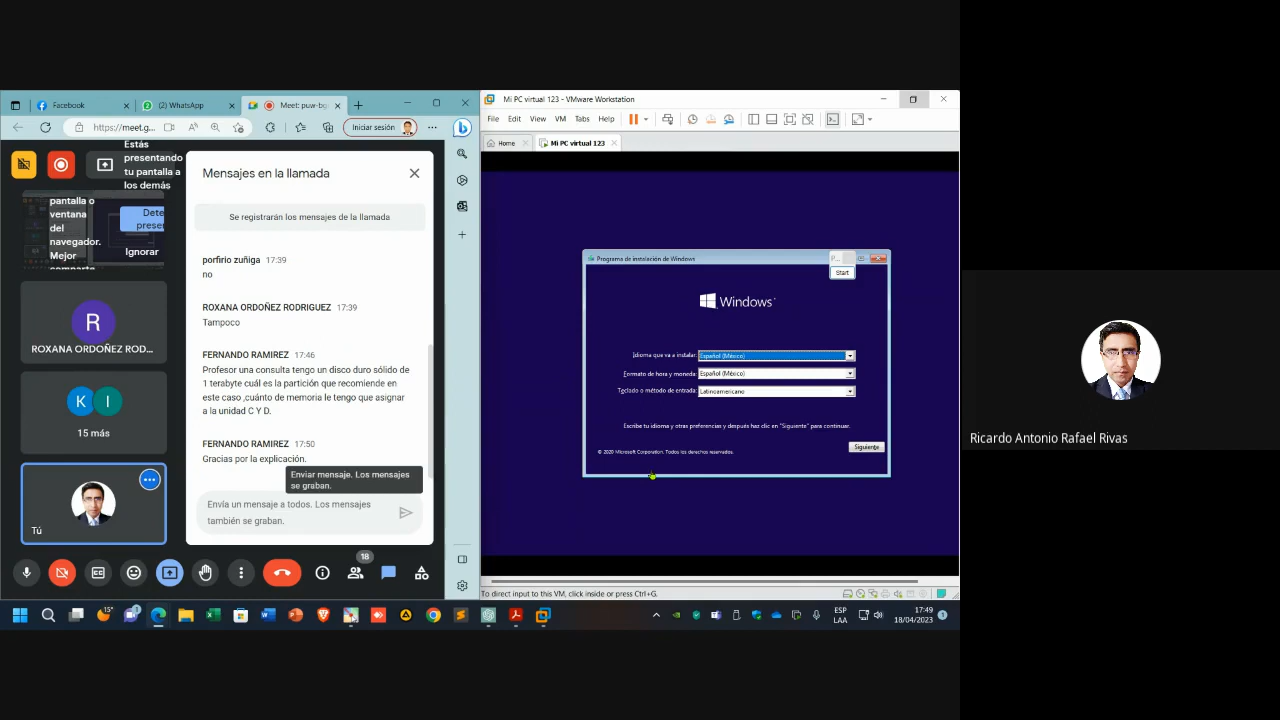 Facebook
(2) WhatsApp
Meet: puw-bg
https://meet.g...
Iniciar sesión
Estás
presentando
tu pantalla a
los demás
pantalla o
ventana
del
navegador.
Mejor
Dete
Ignorar
Mensajes en la llamada
Se registrarán los mensajes de la llamada
porfirio zuñiga 17:39
no
ROXANA ORDOÑEZ RODRIGUEZ 17:39
Tampoco
FERNANDO RAMIREZ 17:46
Profesor una consulta tengo un disco duro sólido de
1 terabyte cuál es la partición que recomiende en
este caso ,cuánto de memoria le tengo que asignar
a la unidad C Y D.
FERNANDO RAMIREZ 17:50
Gracias por la explicación.
Enviar mensaje. Los mensajes
se graban.
Envía un mensaje a todos. Los mensajes
también se graban.
R
ROXANA ORDOÑEZ ROD...
K I
15 más
Tú
18
Mi PC virtual 123 - VMware Workstation
File Edit View VM Tabs Help
Home
Mi PC virtual 123
Programa de instalación de Windows
P...
Start
Windows
Idioma que va a instalar: Español (México)
Formato de hora y moneda: Español (México)
Teclado o método de entrada: Latinoamericano
Escribe tu idioma y otras preferencias y después haz clic en "Siguiente" para continuar.
Siguiente
© 2020 Microsoft Corporation. Todos los derechos reservados.
To direct input to this VM, click inside or press Ctrl+G.
15°
ESP
LAA
17:49
18/04/2023
Ricardo Antonio Rafael Rivas